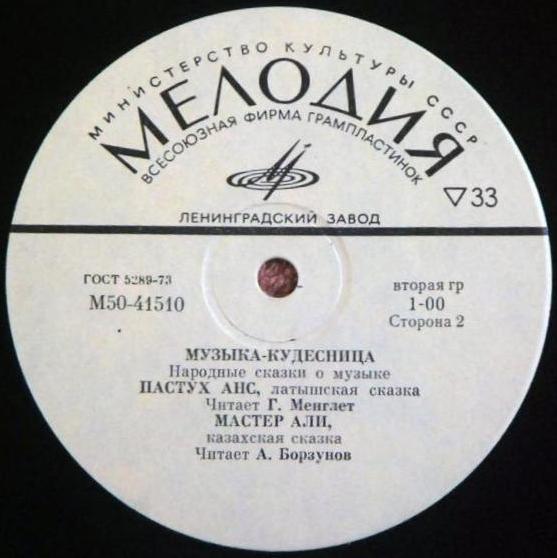 МИНИСТЕРСТВО КУЛЬТУРЫ СССР
МЕЛОДИЯ
ВСЕСОЮЗНАЯ ФИРМА ГРАМПЛАСТИНОК
▽33
ЛЕНИНГРАДСКИЙ ЗАВОД
ГОСТ 5289-73
М50-41510
вторая гр
1-00
Сторона 2
МУЗЫКА-КУДЕСНИЦА
Народные сказки о музыке
ПАСТУХ АНС, латышская сказка
Читает Г. Менглет
МАСТЕР АЛИ,
казахская сказка
Читает А. Борзунов